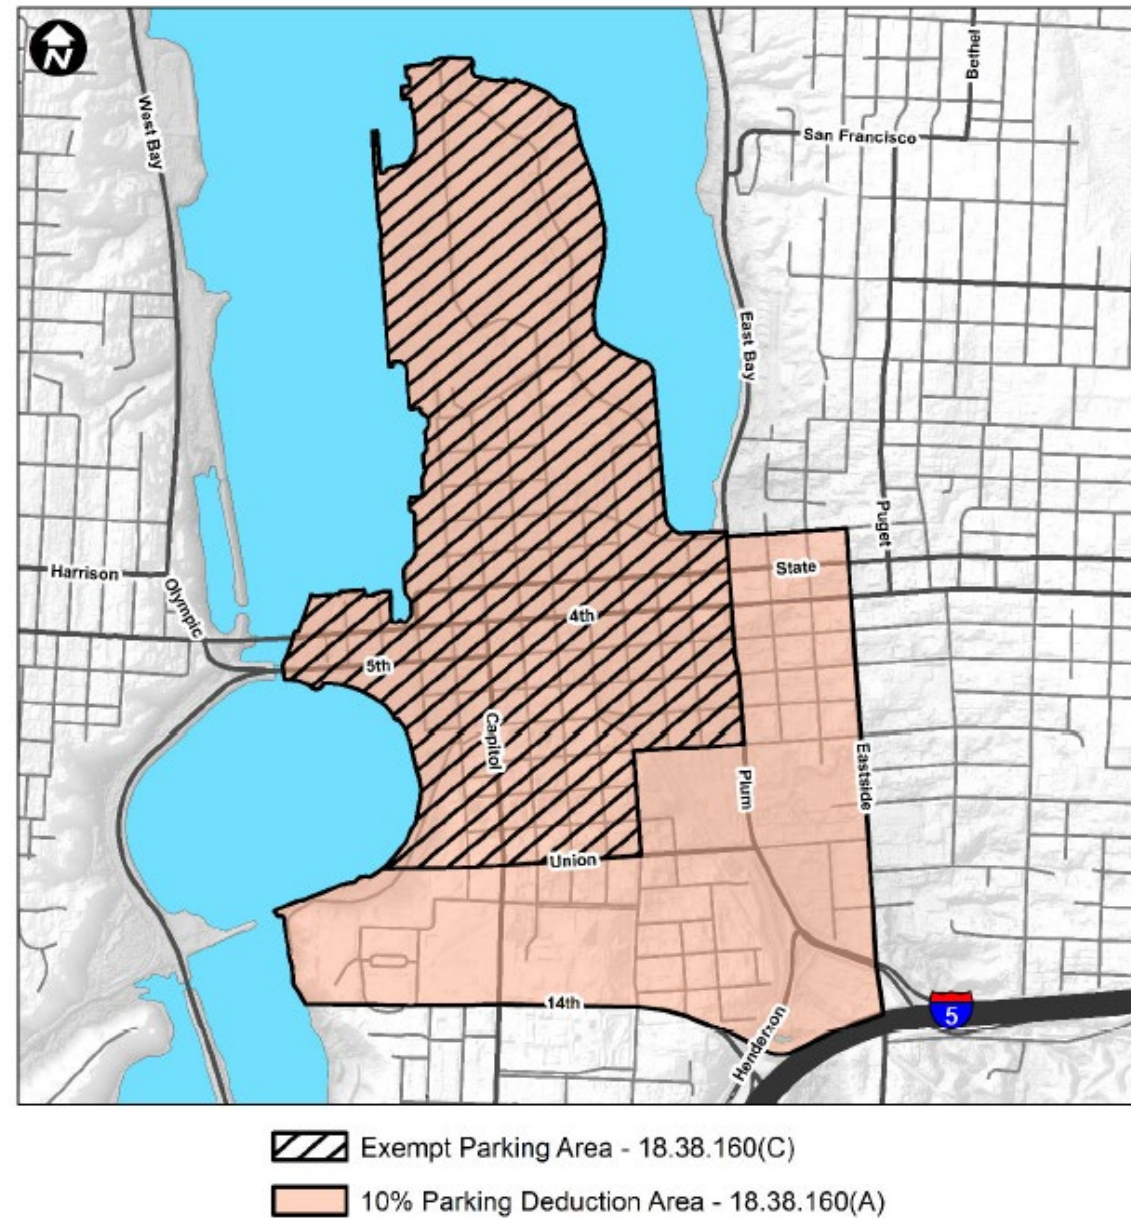 N
Bethel
West Bay
San Francisco
East Bay
Puget
State
Harrison
Olympic
4th
5th
Capitol
Plum
Eastside
Union
14th
Henderson
5
Exempt Parking Area - 18.38.160(C)
10% Parking Deduction Area - 18.38.160(A)